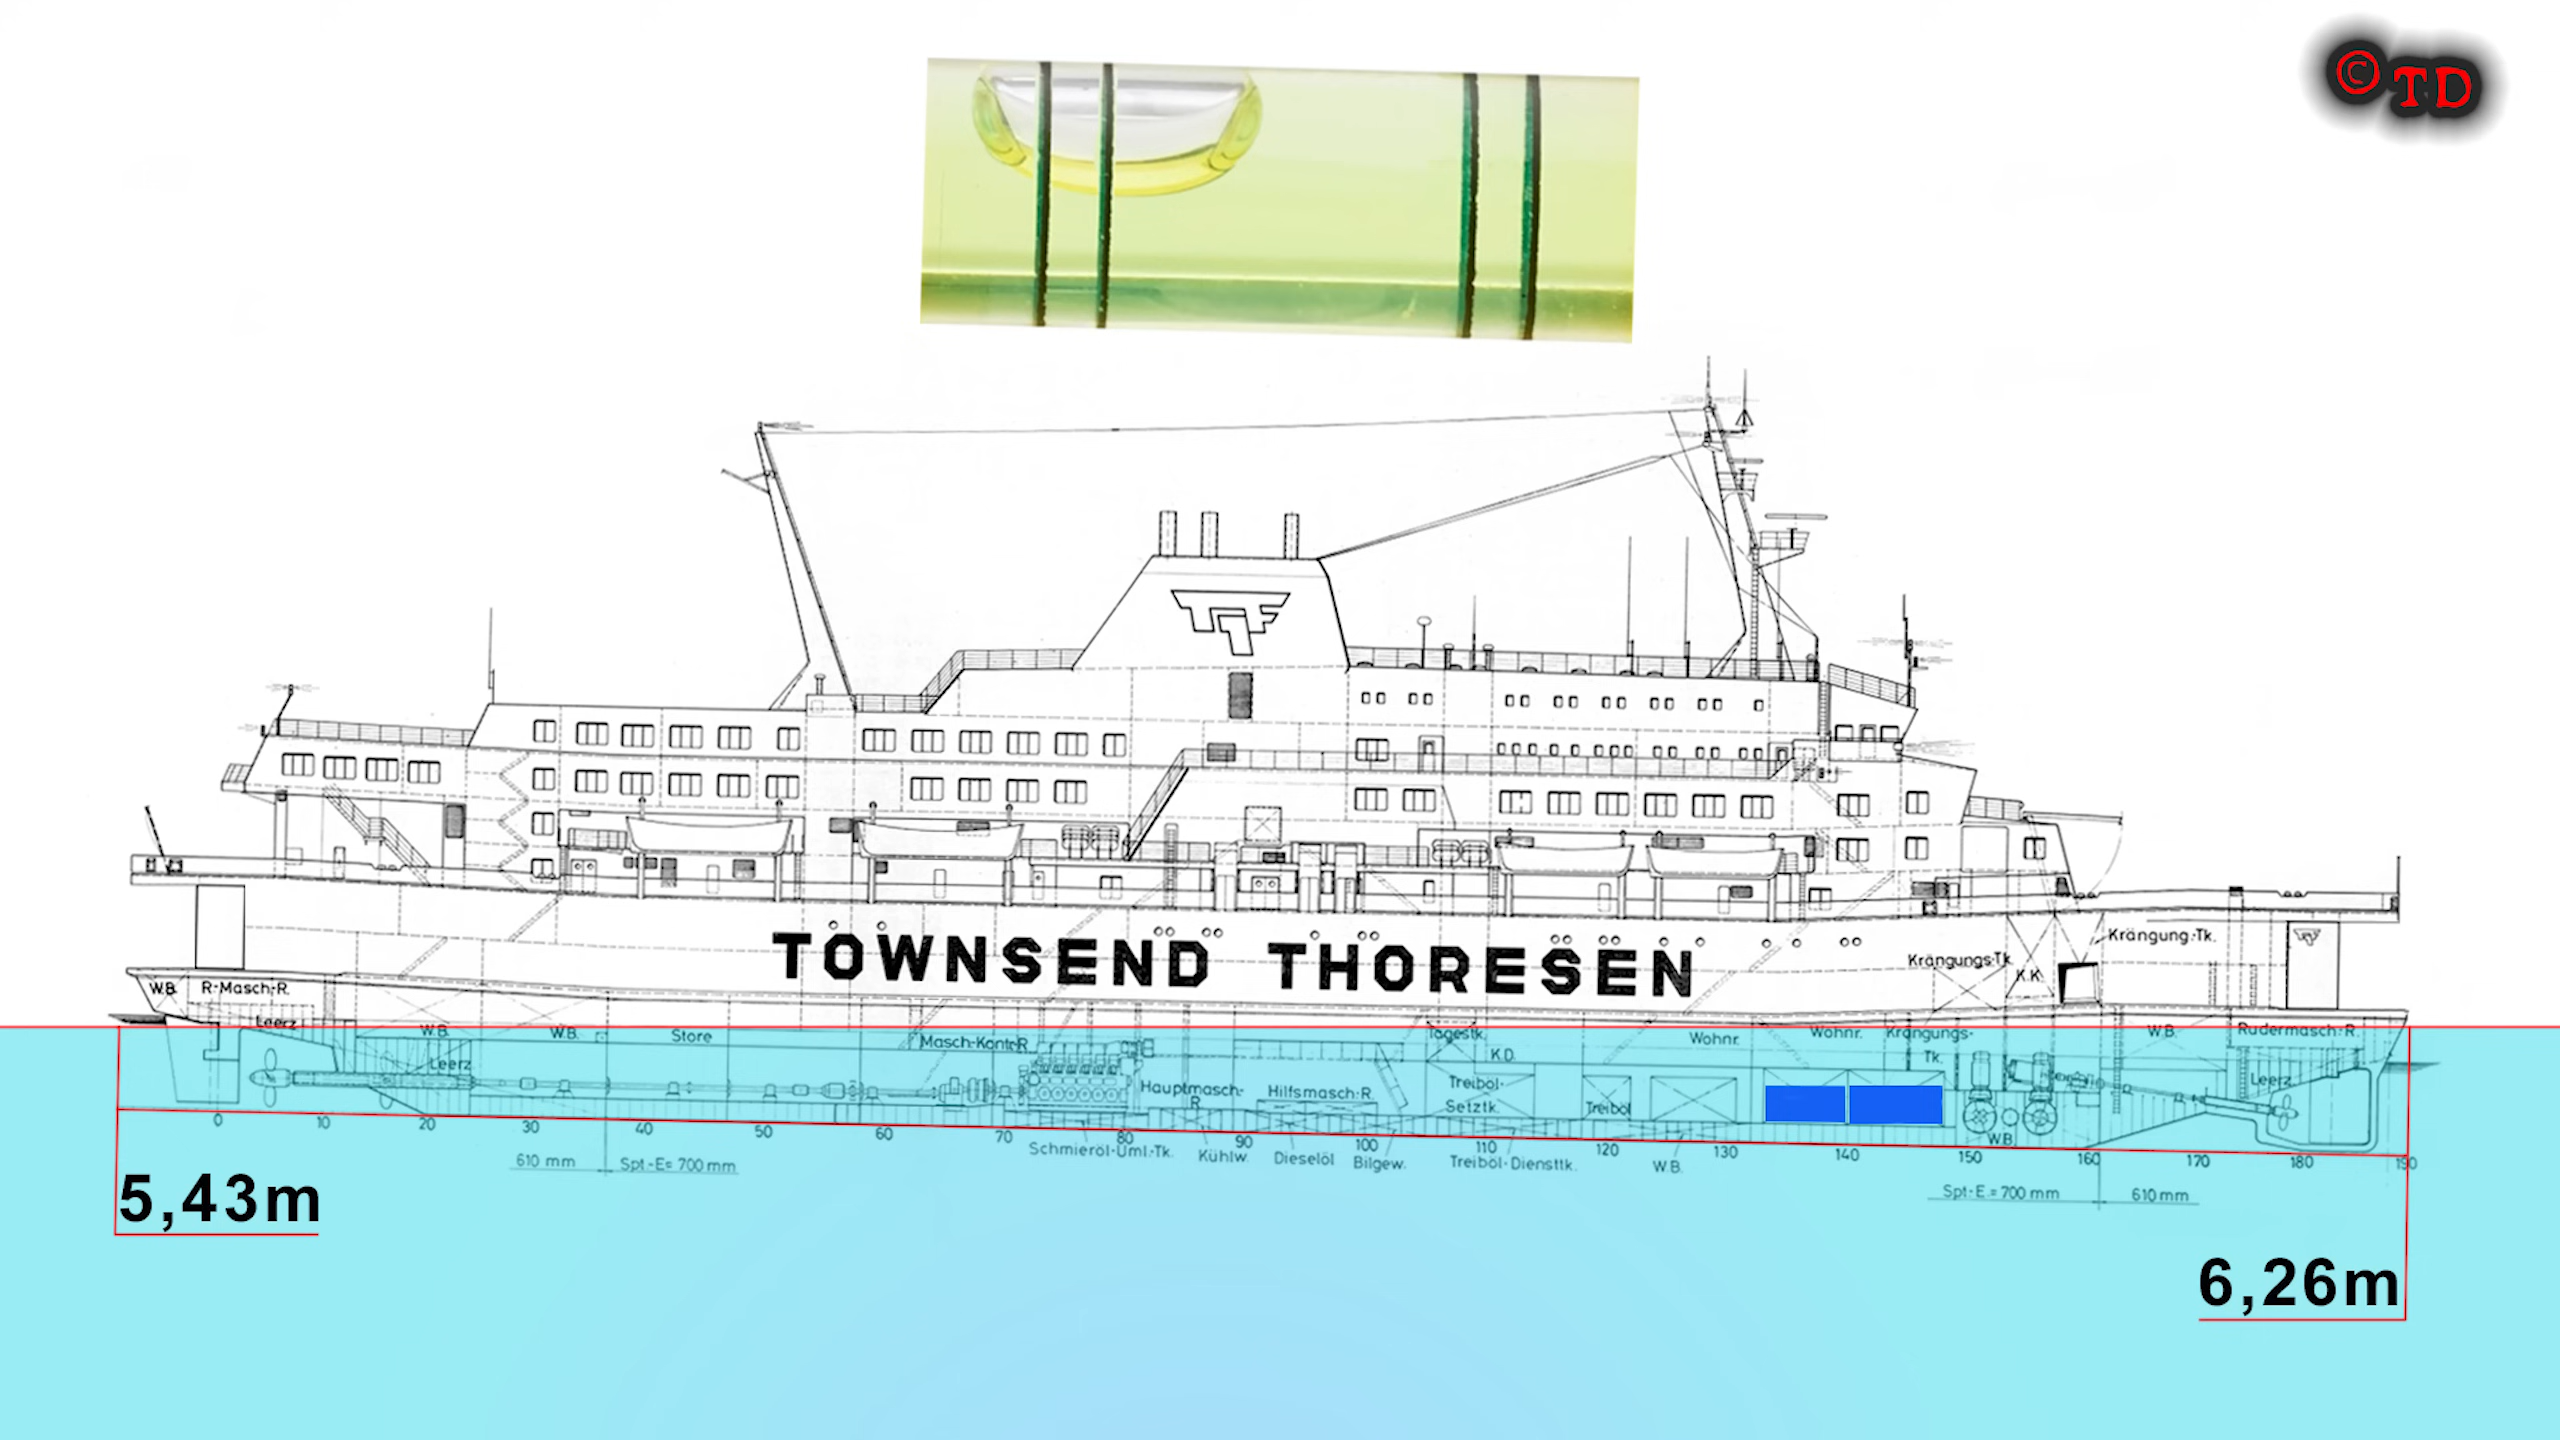 © TD
TTF
TOWNSEND THORESEN
Krängung.-Tk.
Krängungs-Tk.
K.K.
W.B.
R-Masch.-R.
Leerz
W.B.
W.B.
Store
Masch-Kontr.R
Tagestk.
K.D.
Wohnr.
Wohnr.
Krängungs-
Tk.
W.B.
Rudermasch.-R.
Leerz
Hauptmasch.-
R.
Hilfsmasch.-R.
Treiböl-
Setztk.
Treiböl
Leerz
W.B.
0 10 20 30 40 50 60 70 80 90 100 110 120 130 140 150 160 170 180 190
Schmieröl-Uml.-Tk.
Kühlw.
Dieselöl
Bilgew.
Treiböl-Diensttk.
W.B.
610 mm
Spt.-E= 700 mm
Spt.-E.= 700 mm
610 mm
5,43m
6,26m